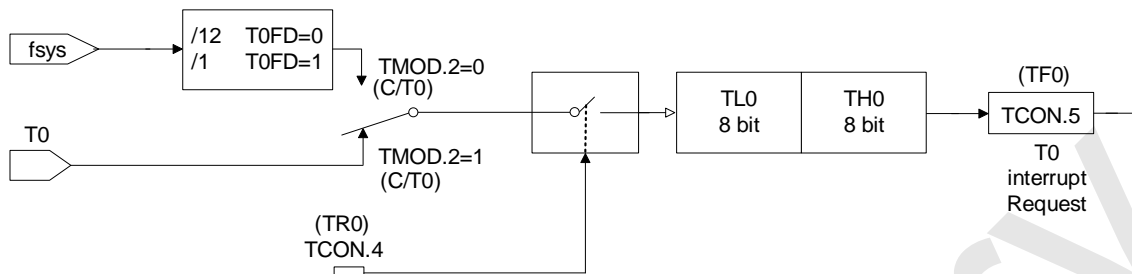 fsys
/12 T0FD=0
/1 T0FD=1
TMOD.2=0
(C/T0)
T0
TMOD.2=1
(C/T0)
(TR0)
TCON.4
TL0
8 bit
TH0
8 bit
(TF0)
TCON.5
T0
interrupt
Request